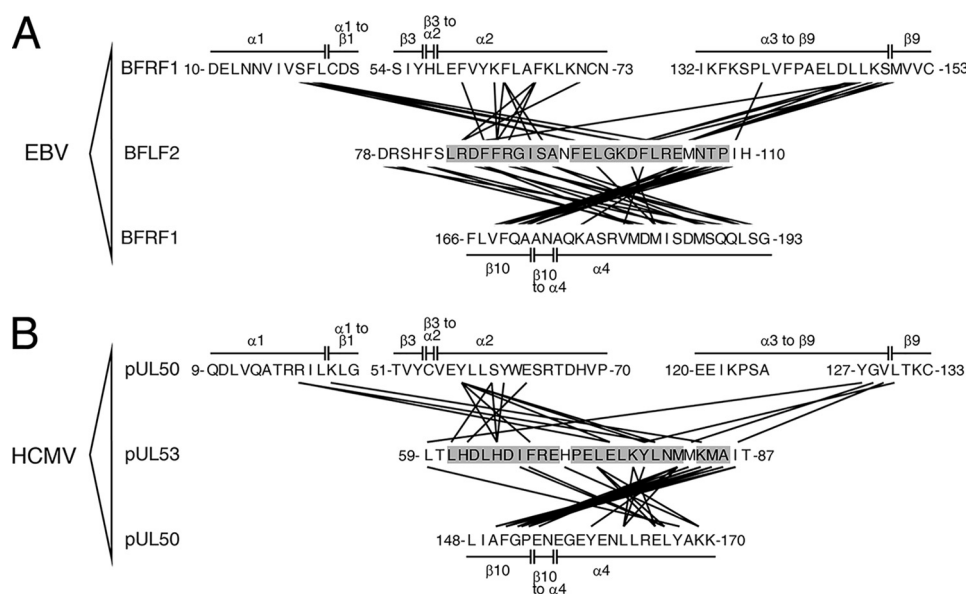 A
α1
α1 to
β1
β3
β3 to
α2
α2
α3 to β9
β9
BFRF1
10-DELNNVIVSFLCDS
54-SIYHLEFVYKFLAFKLKNCN-73
132-IKFKSPLVFPAELDLLKSMVVC-153
EBV
BFLF2
78-DRSHFSLRDFFRGISANFELGKDFLREMNTPIH-110
BFRF1
166-FLVFQAANAQKASRVMDMISDMSQQLSG-193
β10
β10
to α4
α4
B
α1
α1 to
β1
β3
β3 to
α2
α2
α3 to β9
β9
pUL50
9-QDLVQATRRILKLG
51-TVYCVEYLLSYWESRTDHVP-70
120-EEIKPSA
127-YGVLTKC-133
HCMV
pUL53
59-LTLHDLHDIFREHPELELKYLNMMKMAIT-87
pUL50
148-LIAFGPENEGEYENLLRELYAKK-170
β10
β10
to α4
α4